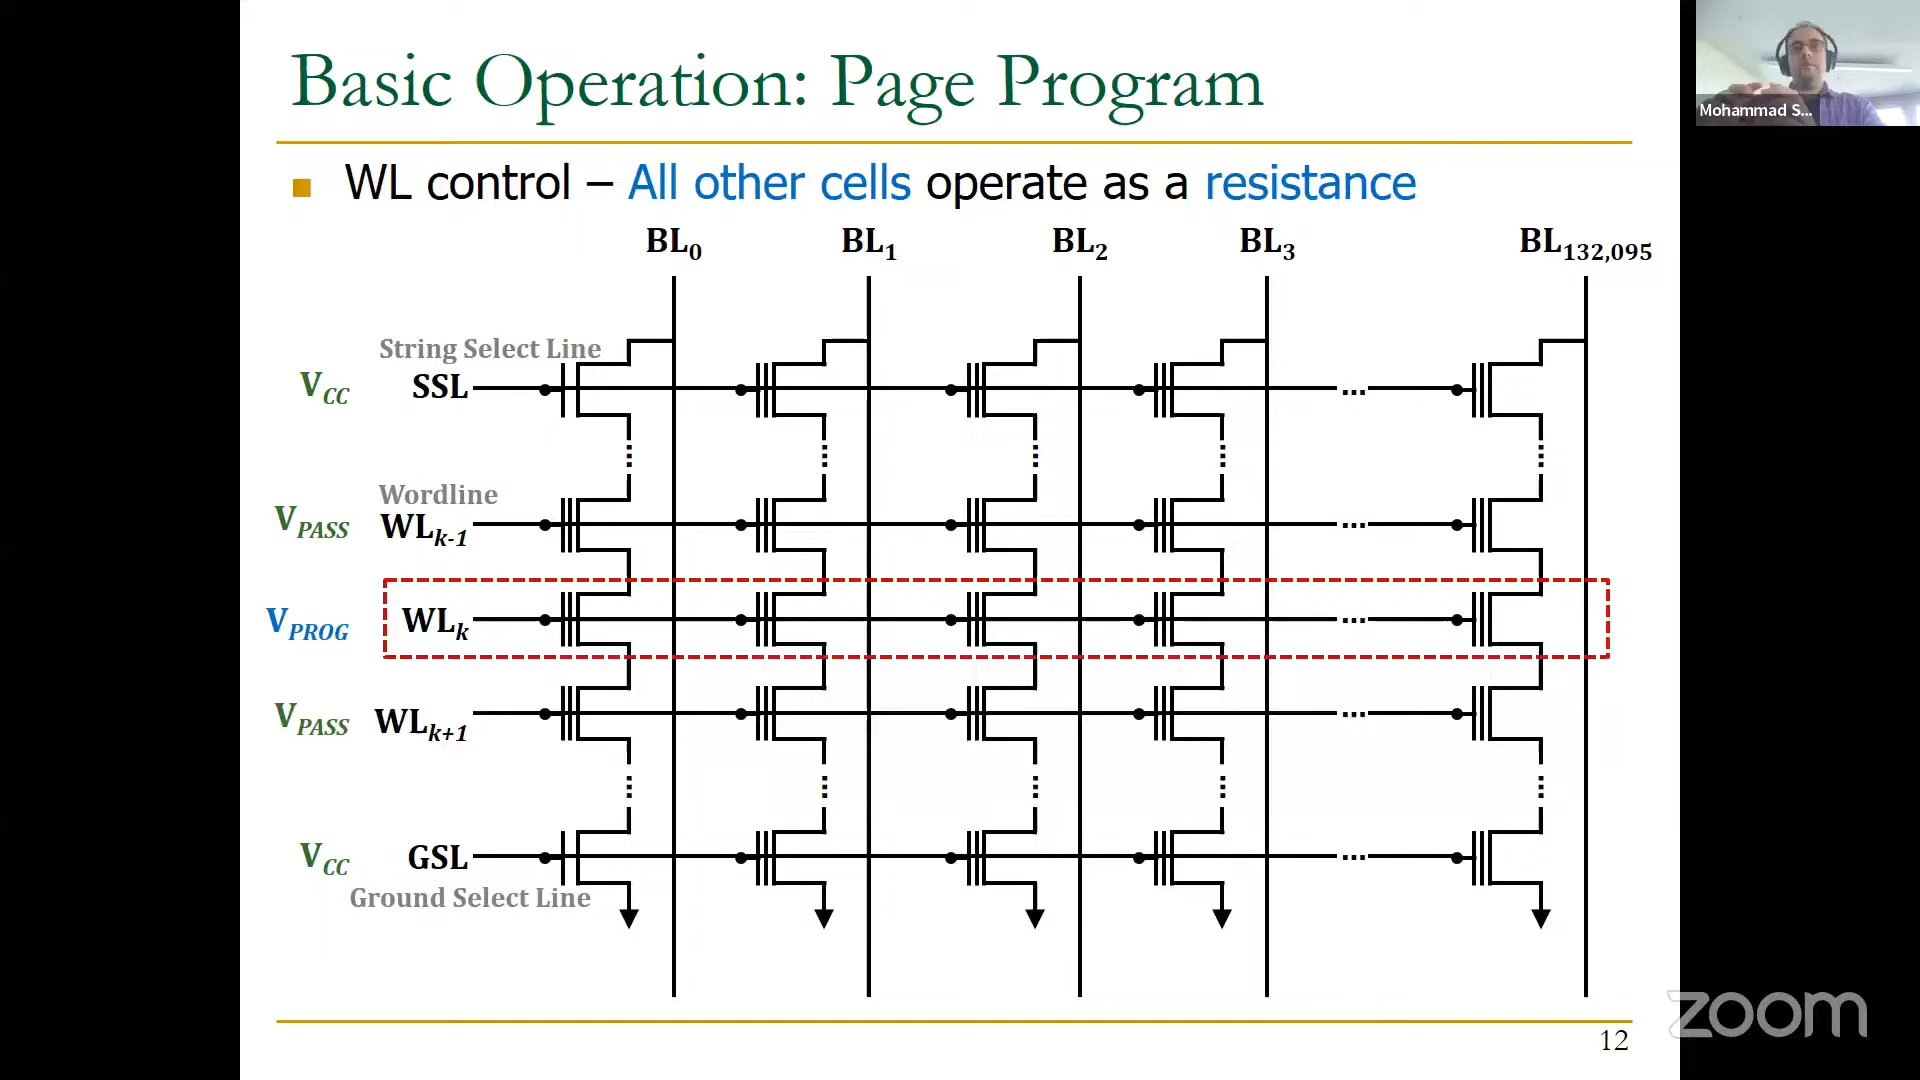 Basic Operation: Page Program
Mohammad S...
WL control – All other cells operate as a resistance
BL0 BL1 BL2 BL3 BL132,095
String Select Line
VCC SSL ...
Wordline
VPASS WLk-1 ...
VPROG WLk ...
VPASS WLk+1 ...
VCC GSL ...
Ground Select Line
zoom
12